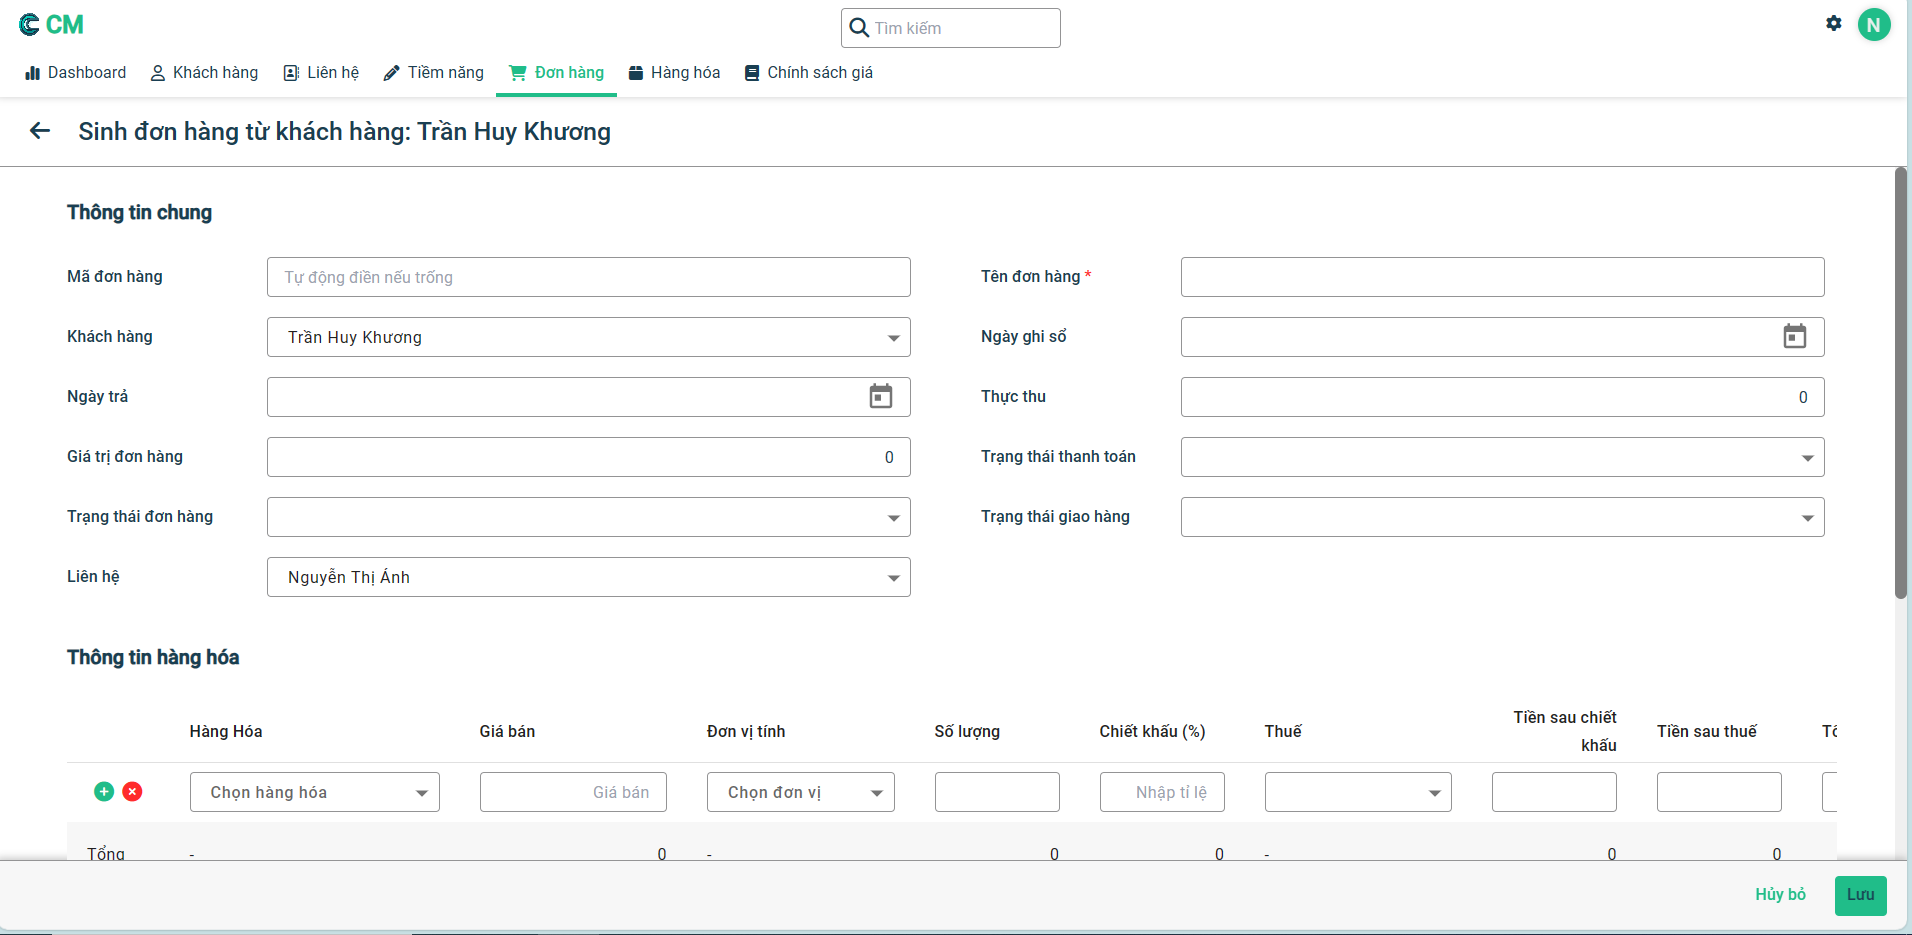 CM
Tìm kiếm
N
Dashboard
Khách hàng
Liên hệ
Tiềm năng
Đơn hàng
Hàng hóa
Chính sách giá
Sinh đơn hàng từ khách hàng: Trần Huy Khương
Thông tin chung
Mã đơn hàng
Tự động điền nếu trống
Tên đơn hàng *
Khách hàng
Trần Huy Khương
Ngày ghi sổ
Ngày trả
Thực thu
0
Giá trị đơn hàng
0
Trạng thái thanh toán
Trạng thái đơn hàng
Trạng thái giao hàng
Liên hệ
Nguyễn Thị Ánh
Thông tin hàng hóa
Hàng Hóa
Giá bán
Đơn vị tính
Số lượng
Chiết khấu (%)
Thuế
Tiền sau chiết
khấu
Tiền sau thuế
Chọn hàng hóa
Giá bán
Chọn đơn vị
Nhập tỉ lệ
Tổng
-
0
-
0
0
-
0
0
Hủy bỏ
Lưu